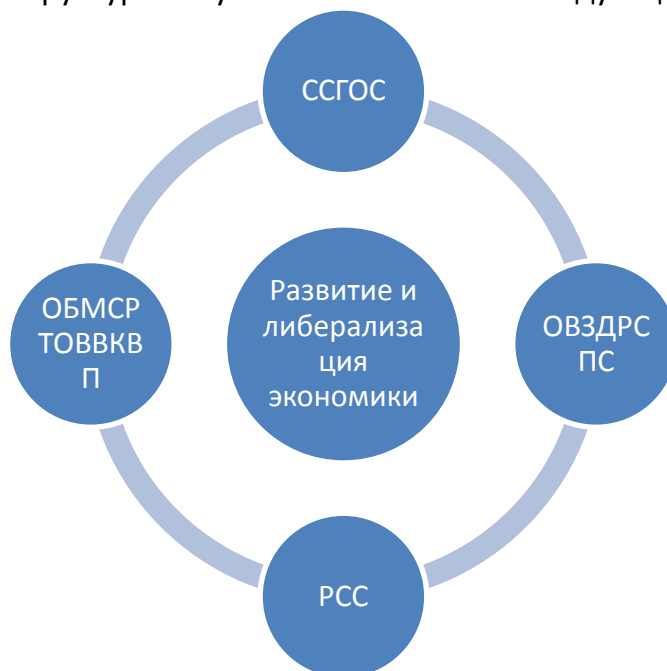 ССГОС
ОБМСР
ТОВВКВ
П
Развитие и
либерализа
ция
экономики
ОВЗДРС
ПС
РСС